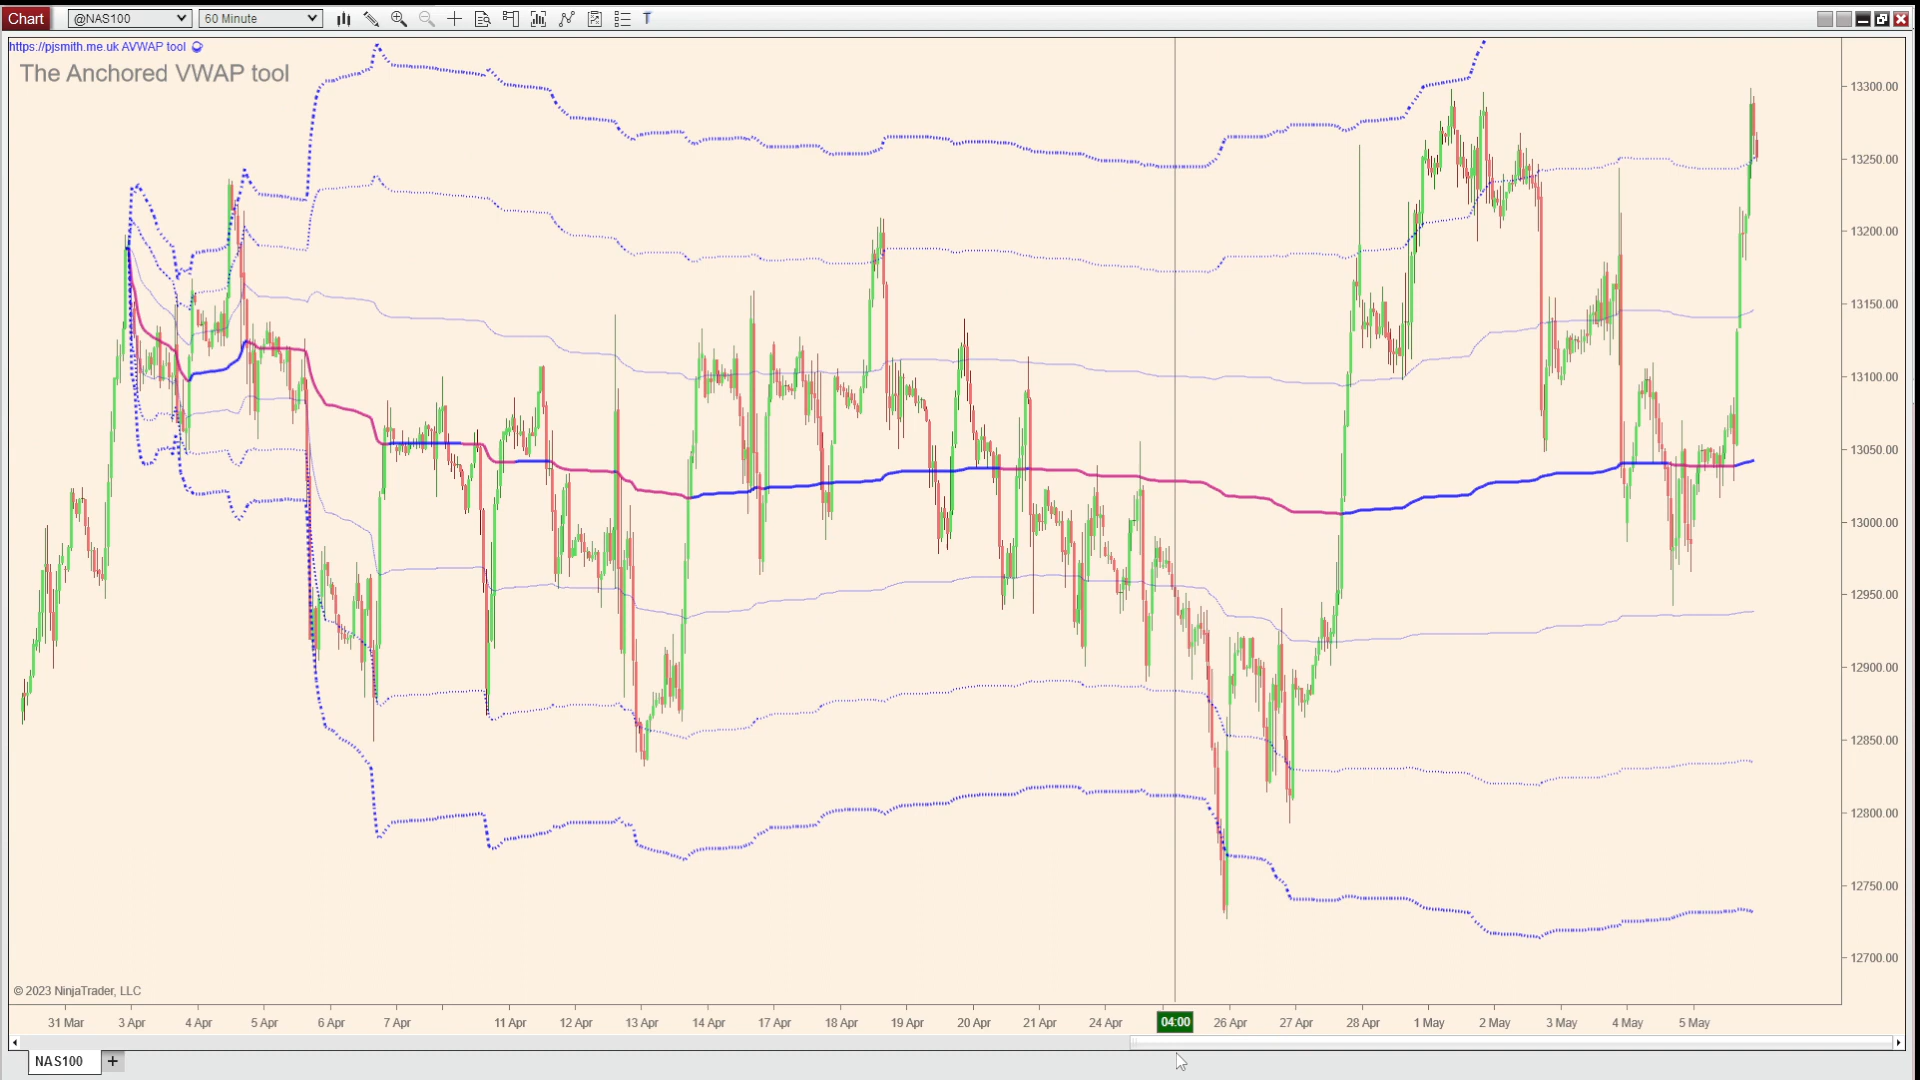 Chart @NAS100 60 Minute T
https://pjsmith.me.uk AVWAP tool
The Anchored VWAP tool
13300.00
13250.00
13200.00
13150.00
13100.00
13050.00
13000.00
12950.00
12900.00
12850.00
12800.00
12750.00
12700.00
© 2023 NinjaTrader, LLC
31 Mar 3 Apr 4 Apr 5 Apr 6 Apr 7 Apr 11 Apr 12 Apr 13 Apr 14 Apr 17 Apr 18 Apr 19 Apr 20 Apr 21 Apr 24 Apr 04:00 26 Apr 27 Apr 28 Apr 1 May 2 May 3 May 4 May 5 May
NAS100 +